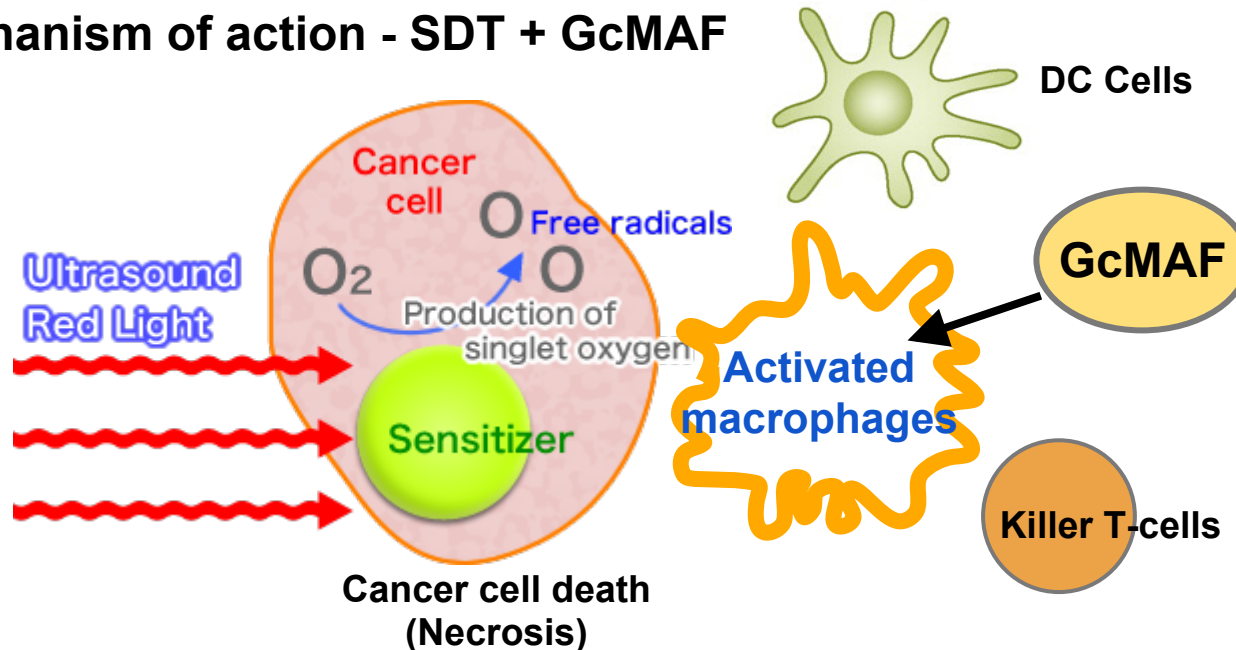 hanism of action - SDT + GcMAF
DC Cells
Cancer
cell
O Free radicals
O2
O
Ultrasound
Red Light
Production of
singlet oxygen
GcMAF
Activated
macrophages
Sensitizer
Killer T-cells
Cancer cell death
(Necrosis)